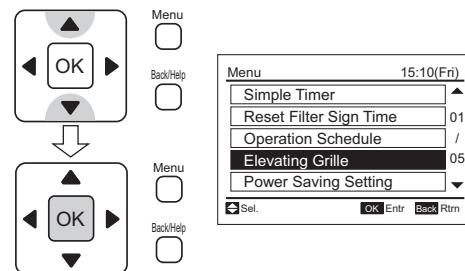 Menu
OK
Back/Help
Menu
OK
Back/Help
Menu 15:10(Fri)
Simple Timer
Reset Filter Sign Time 01
Operation Schedule /
Elevating Grille 05
Power Saving Setting
Sel. OK Entr Back Rtrn